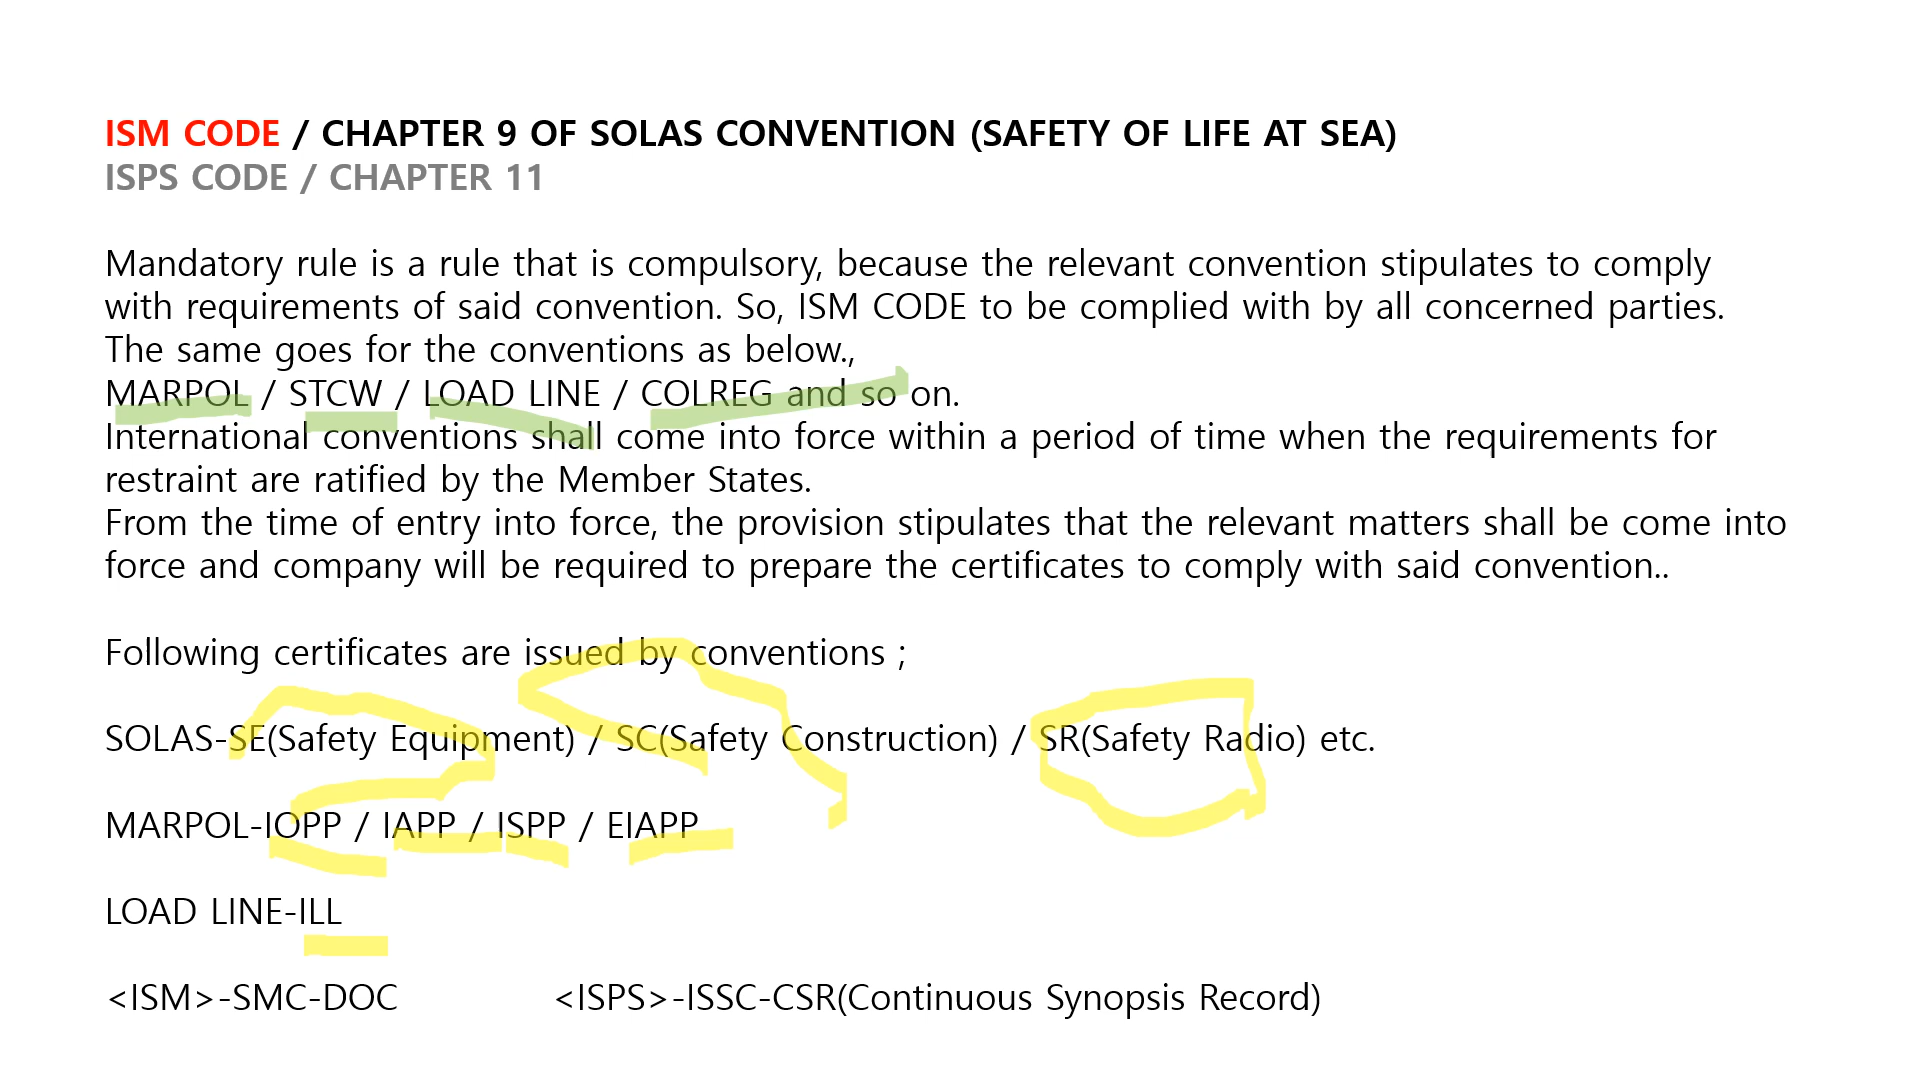 ISM CODE / CHAPTER 9 OF SOLAS CONVENTION (SAFETY OF LIFE AT SEA)
ISPS CODE / CHAPTER 11
Mandatory rule is a rule that is compulsory, because the relevant convention stipulates to comply
with requirements of said convention. So, ISM CODE to be complied with by all concerned parties.
The same goes for the conventions as below.,
MARPOL / STCW / LOAD LINE / COLREG and so on.
International conventions shall come into force within a period of time when the requirements for
restraint are ratified by the Member States.
From the time of entry into force, the provision stipulates that the relevant matters shall be come into
force and company will be required to prepare the certificates to comply with said convention..
Following certificates are issued by conventions ;
SOLAS-SE(Safety Equipment) / SC(Safety Construction) / SR(Safety Radio) etc.
MARPOL-IOPP / IAPP / ISPP / EIAPP
LOAD LINE-ILL
<ISM>-SMC-DOC <ISPS>-ISSC-CSR(Continuous Synopsis Record)